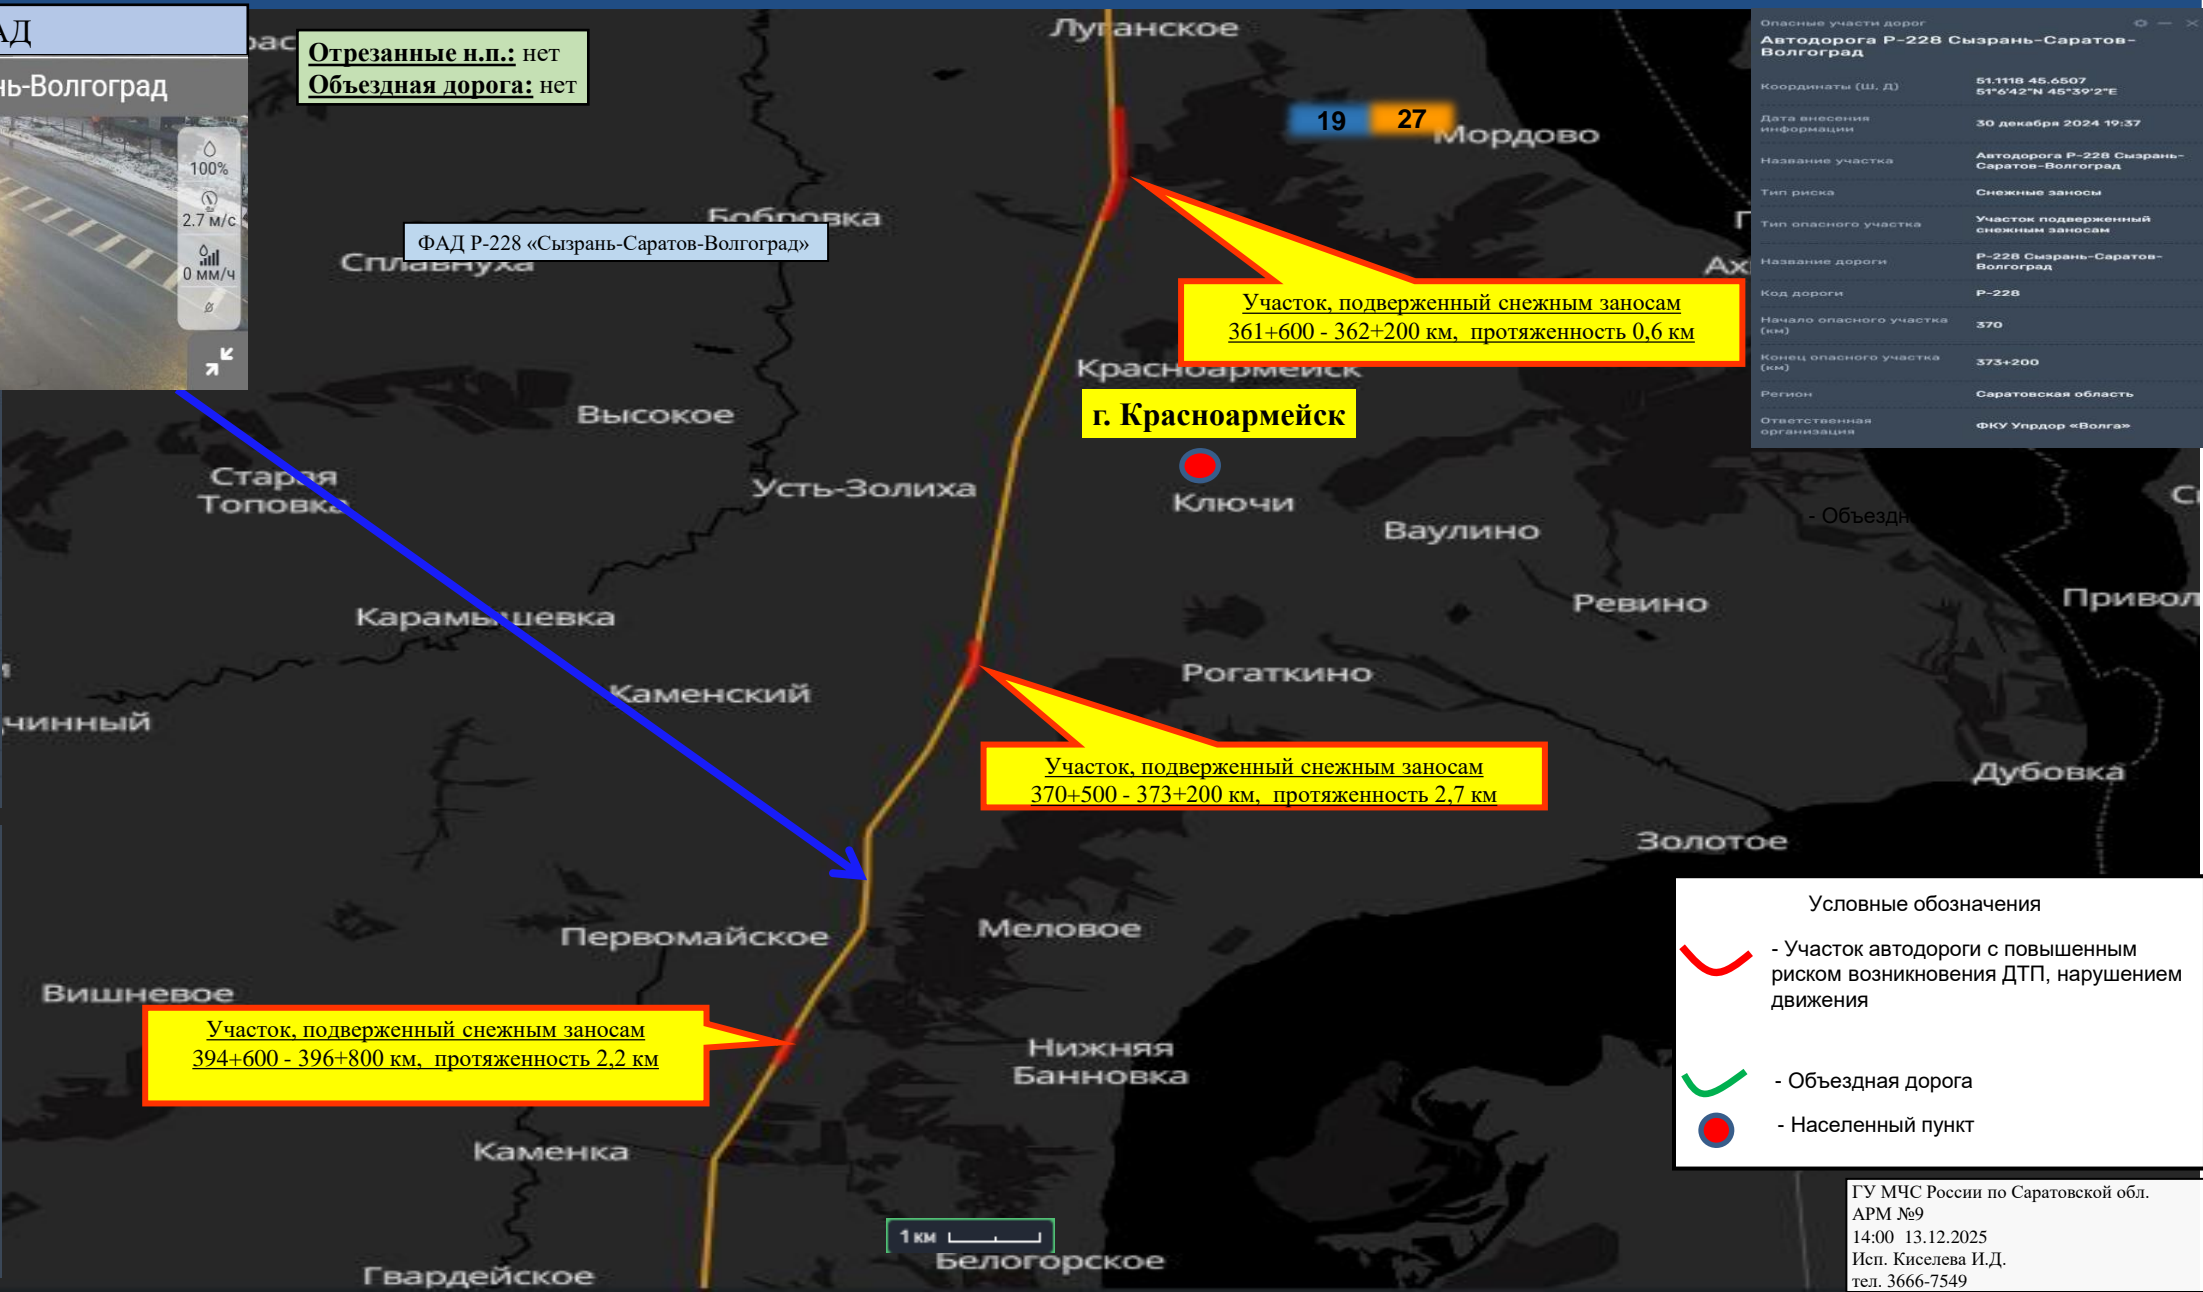 АД
нь-Волгоград
100%
2.7 м/с
0 мм/ч
Отрезанные н.п.: нет
Объездная дорога: нет
Луганское
19 27
Мордово
Бобровка
ФАД Р-228 «Сызрань-Саратов-Волгоград»
Сплавнуха
Участок, подверженный снежным заносам
361+600 - 362+200 км, протяженность 0,6 км
Красноармейск
г. Красноармейск
Высокое
Старая
Топовка
Усть-Золиха
Ключи
Ваулино
Ревино
Привол
Карамышевка
Рогаткино
Каменский
чинный
Участок, подверженный снежным заносам
370+500 - 373+200 км, протяженность 2,7 км
Дубовка
Золотое
Первомайское
Меловое
Вишневое
Участок, подверженный снежным заносам
394+600 - 396+800 км, протяженность 2,2 км
Нижняя
Банновка
Каменка
1 км
Белогорское
Гвардейское
Опасные участи дорог
Автодорога Р-228 Сызрань-Саратов-
Волгоград
Координаты (Ш, Д)
51.1118 45.6507
51°6'42"N 45°39'2"E
Дата внесения
информации
30 декабря 2024 19:37
Название участка
Автодорога Р-228 Сызрань-
Саратов-Волгоград
Тип риска
Снежные заносы
Тип опасного участка
Участок подверженный
снежным заносам
Название дороги
Р-228 Сызрань-Саратов-
Волгоград
Код дороги
Р-228
Начало опасного участка
(км)
370
Конец опасного участка
(км)
373+200
Регион
Саратовская область
Ответственная
организация
ФКУ Упрдор «Волга»
- Объездн
Условные обозначения
- Участок автодороги с повышенным
риском возникновения ДТП, нарушением
движения
- Объездная дорога
- Населенный пункт
ГУ МЧС России по Саратовской обл.
АРМ №9
14:00 13.12.2025
Исп. Киселева И.Д.
тел. 3666-7549